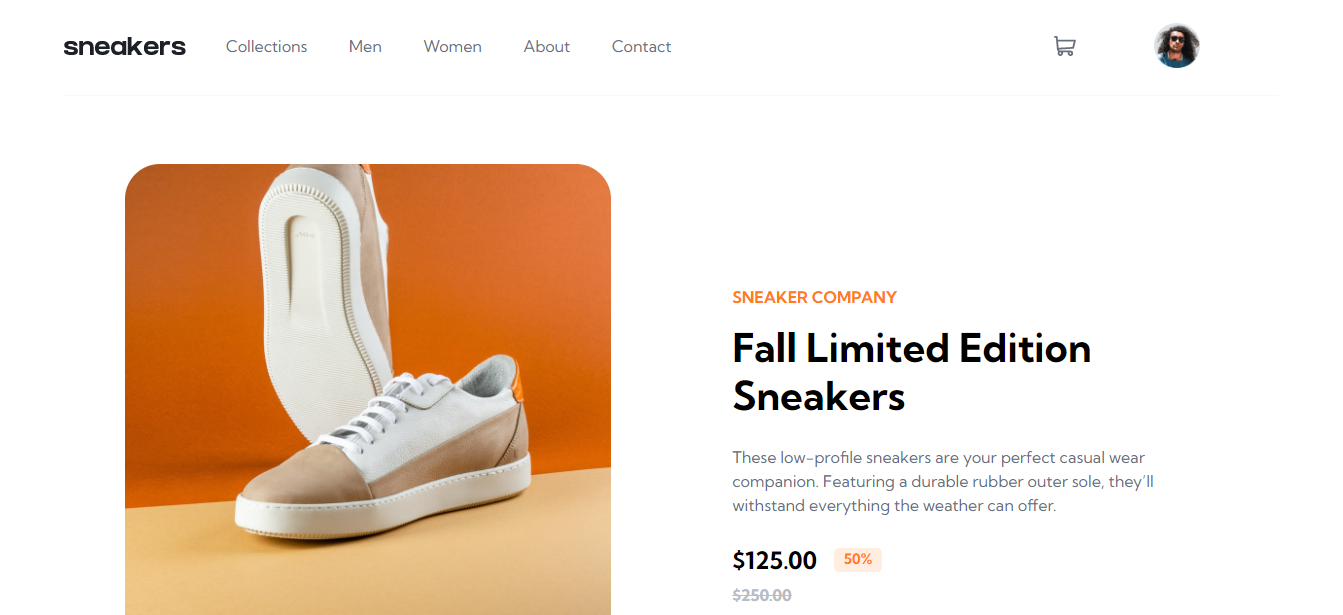 sneakers
Collections
Men
Women
About
Contact
SNEAKER COMPANY
Fall Limited Edition
Sneakers
These low-profile sneakers are your perfect casual wear
companion. Featuring a durable rubber outer sole, they’ll
withstand everything the weather can offer.
$125.00
50%
$250.00